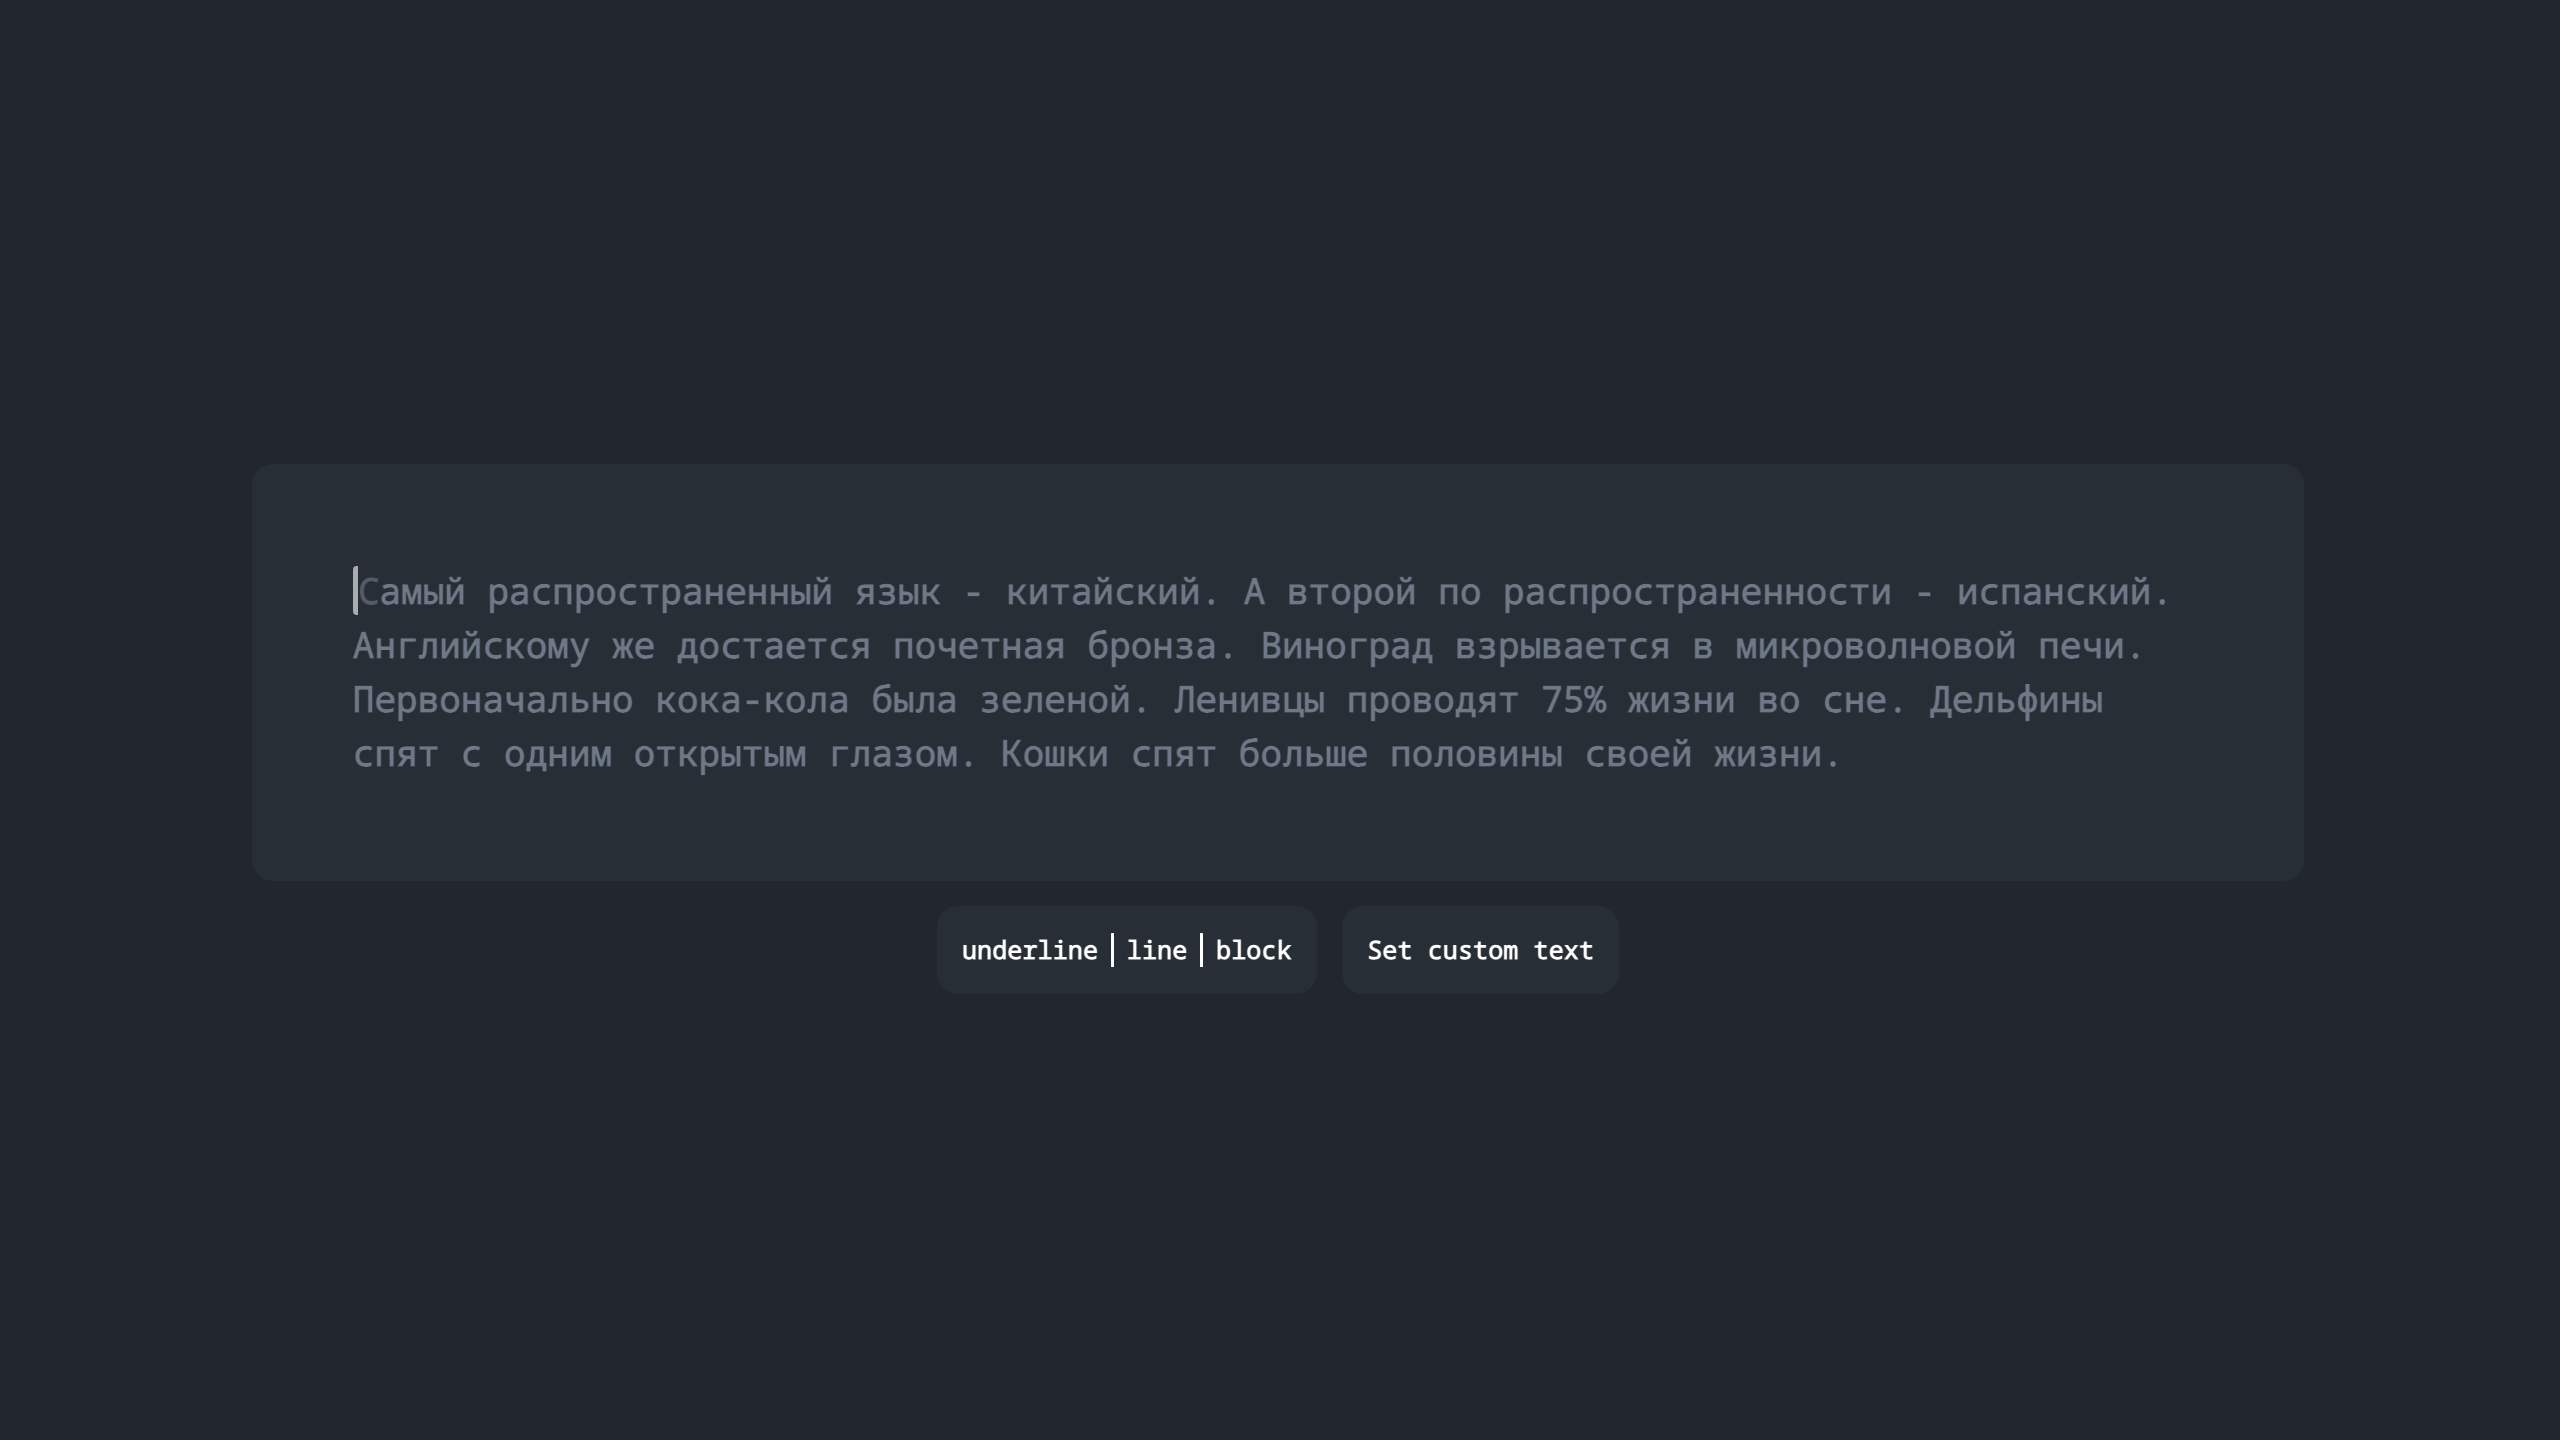 Самый распространенный язык - китайский. А второй по распространенности - испанский.
Английскому же достается почетная бронза. Виноград взрывается в микроволновой печи.
Первоначально кока-кола была зеленой. Ленивцы проводят 75% жизни во сне. Дельфины
спят с одним открытым глазом. Кошки спят больше половины своей жизни.
underline | line | block
Set custom text